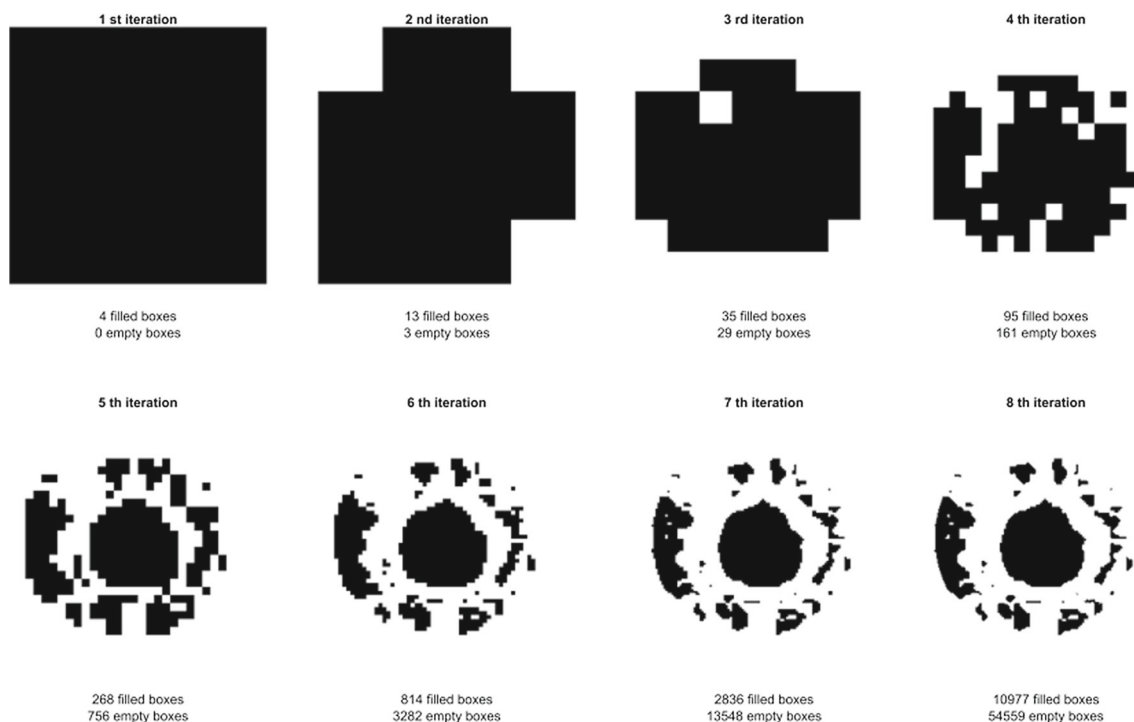 1 st iteration
2 nd iteration
3 rd iteration
4 th iteration
4 filled boxes
0 empty boxes
13 filled boxes
3 empty boxes
35 filled boxes
29 empty boxes
95 filled boxes
161 empty boxes
5 th iteration
6 th iteration
7 th iteration
8 th iteration
268 filled boxes
756 empty boxes
814 filled boxes
3282 empty boxes
2836 filled boxes
13548 empty boxes
10977 filled boxes
54559 empty boxes